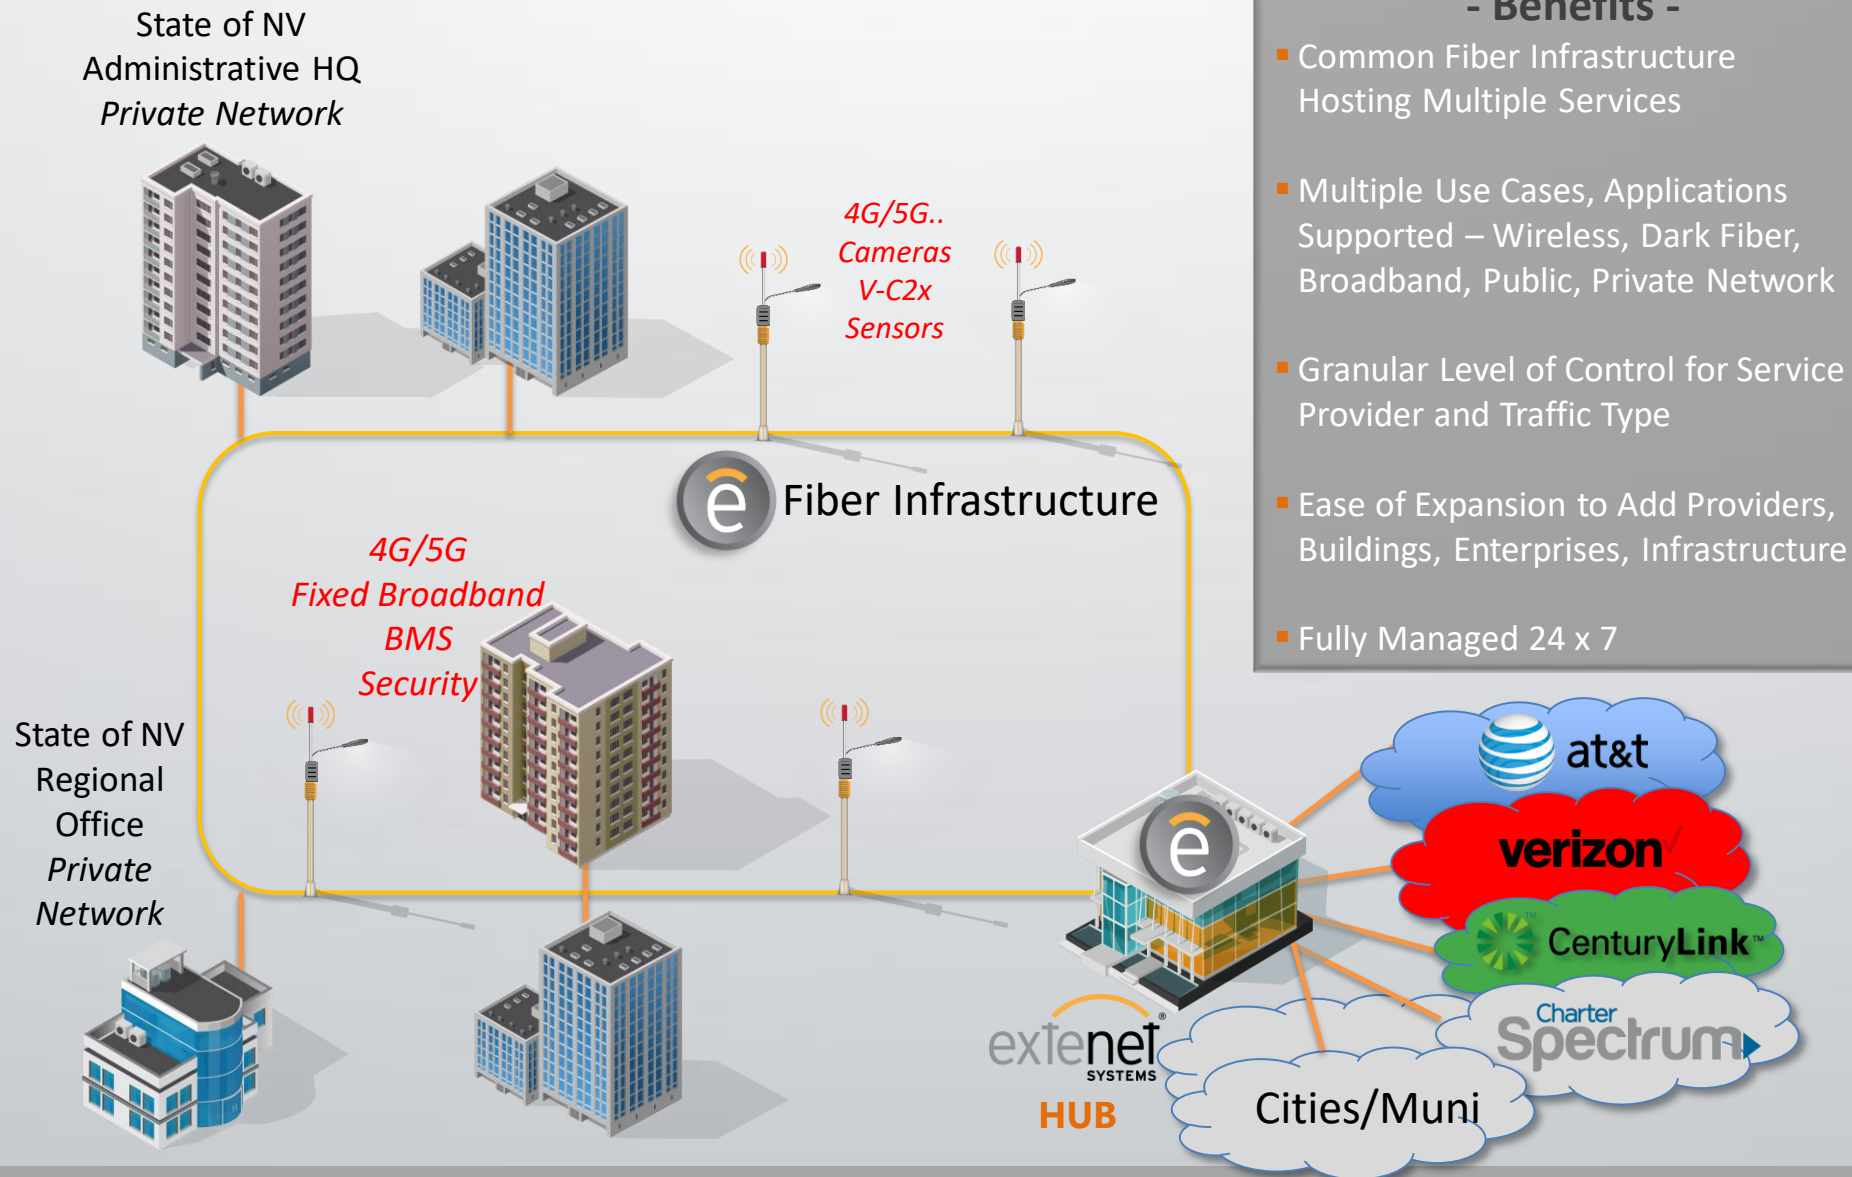 State of NV
Administrative HQ
Private Network
- Benefits -
▪ Common Fiber Infrastructure
Hosting Multiple Services
▪ Multiple Use Cases, Applications
Supported – Wireless, Dark Fiber,
Broadband, Public, Private Network
▪ Granular Level of Control for Service
Provider and Traffic Type
▪ Ease of Expansion to Add Providers,
Buildings, Enterprises, Infrastructure
▪ Fully Managed 24 x 7
4G/5G..
Cameras
V-C2x
Sensors
e
Fiber Infrastructure
4G/5G
Fixed Broadband
BMS
Security
State of NV
Regional
Office
Private
Network
e
at&t
verizon✓
CenturyLink™
Charter
Spectrum
extenet®
SYSTEMS
HUB
Cities/Muni